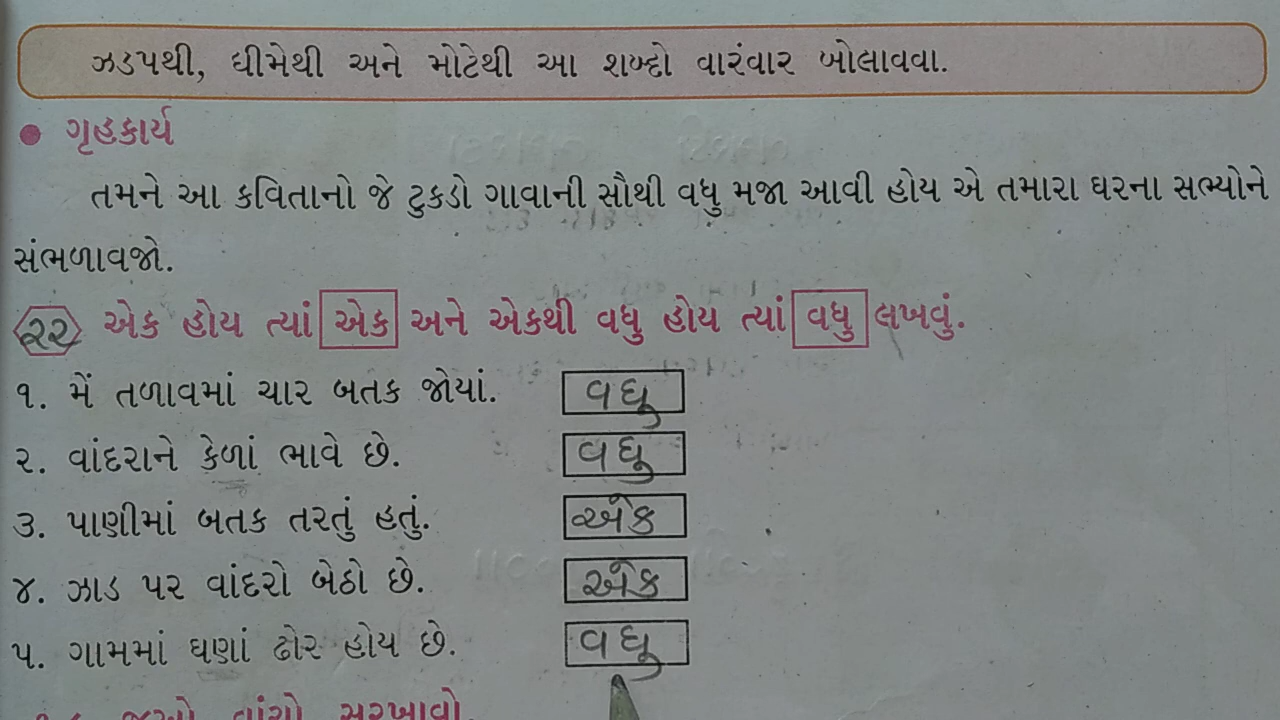 ઝડપથી, ધીમેથી અને મોટેથી આ શબ્દો વારંવાર બોલાવવા.
● ગૃહકાર્ય
તમને આ કવિતાનો જે ટુકડો ગાવાની સૌથી વધુ મજા આવી હોય એ તમારા ઘરના સભ્યોને
સંભળાવજો.
૨૨ એક હોય ત્યાં એક અને એકથી વધુ હોય ત્યાં વધુ લખવું.
૧. મેં તળાવમાં ચાર બતક જોયાં. વધુ
૨. વાંદરાને કેળાં ભાવે છે. વધુ
૩. પાણીમાં બતક તરતું હતું. એક
૪. ઝાડ પર વાંદરો બેઠો છે. એક
૫. ગામમાં ઘણાં ઢોર હોય છે. વધુ
વાંચો સરખાવો.